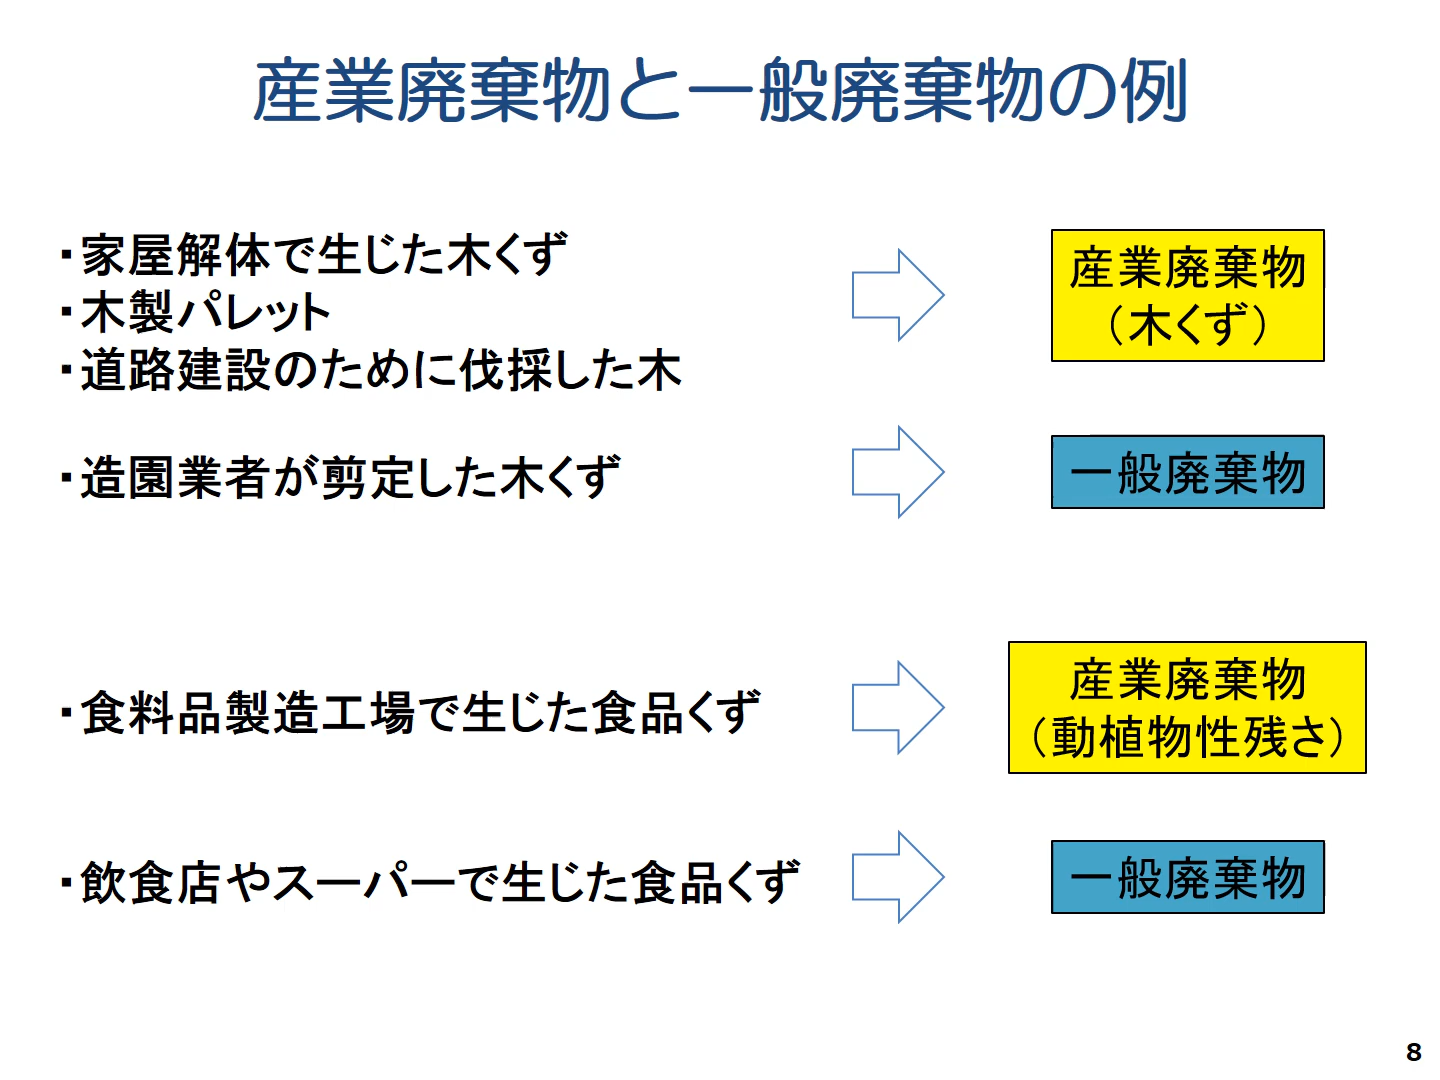 産業廃棄物と一般廃棄物の例
・家屋解体で生じた木くず
・木製パレット
・道路建設のために伐採した木
産業廃棄物
（木くず）
・造園業者が剪定した木くず
一般廃棄物
・食料品製造工場で生じた食品くず
産業廃棄物
（動植物性残さ）
・飲食店やスーパーで生じた食品くず
一般廃棄物
8